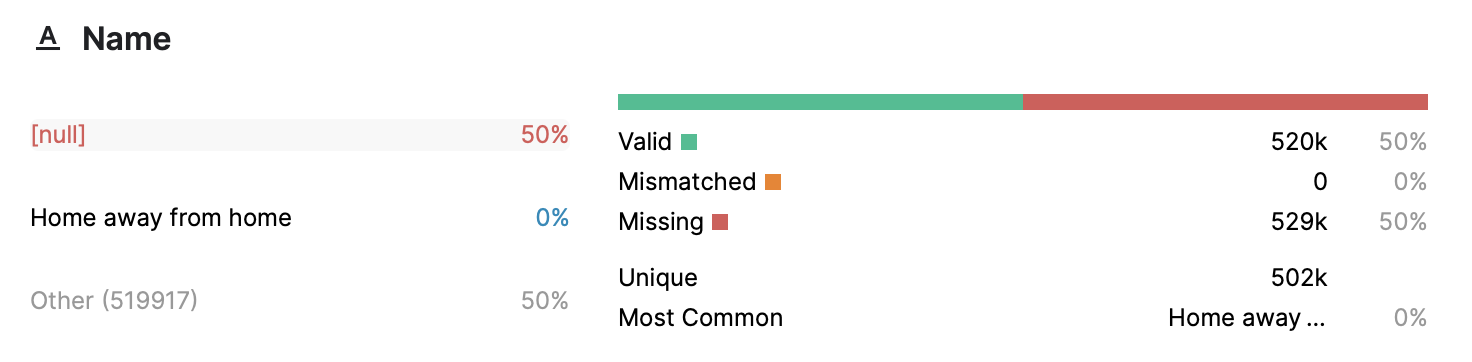 A Name
[null] 50%
Home away from home 0%
Other (519917) 50%
Valid 520k 50%
Mismatched 0 0%
Missing 529k 50%
Unique 502k
Most Common Home away ... 0%